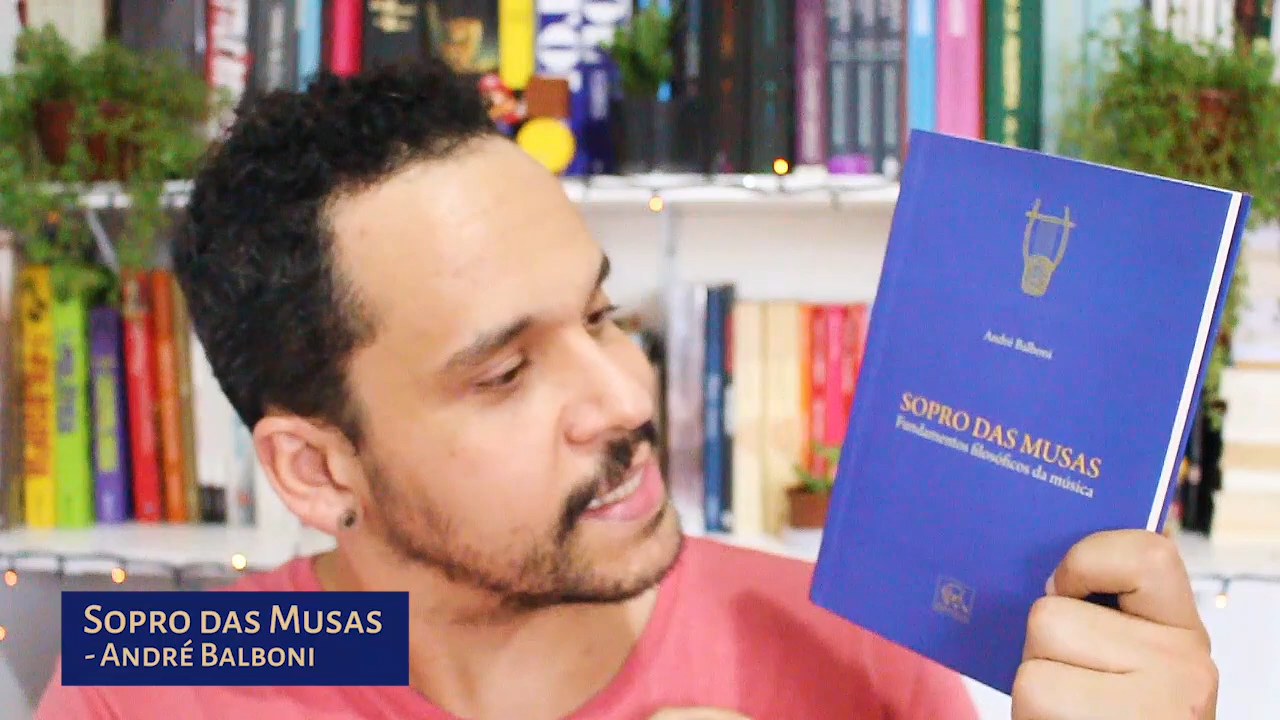 André Balboni
SOPRO DAS MUSAS
Fundamentos filosóficos da música
SOPRO DAS MUSAS
- ANDRÉ BALBONI